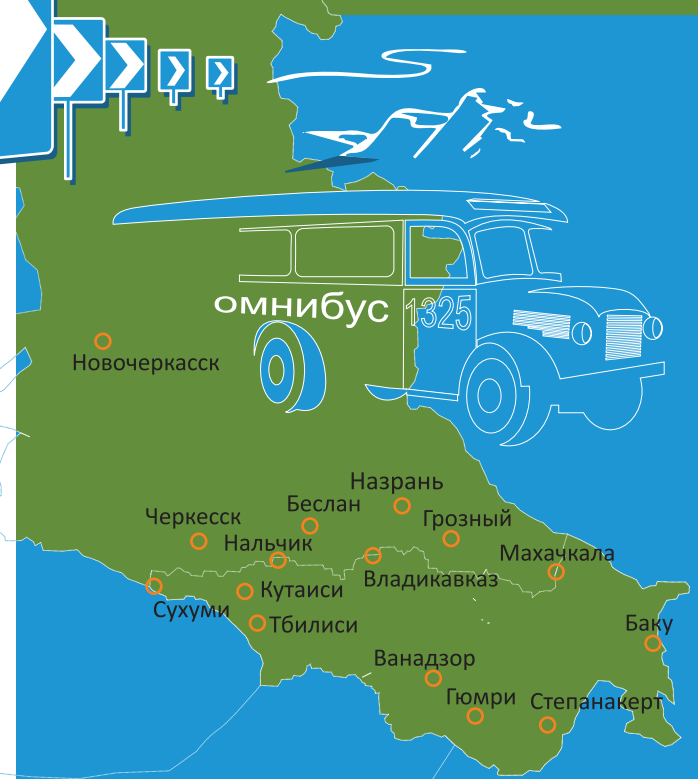 омнибус 1325
Новочеркасск
Назрань
Беслан
Черкесск
Грозный
Нальчик
Махачкала
Владикавказ
Кутаиси
Сухуми
Тбилиси
Баку
Ванадзор
Гюмри
Степанакерт